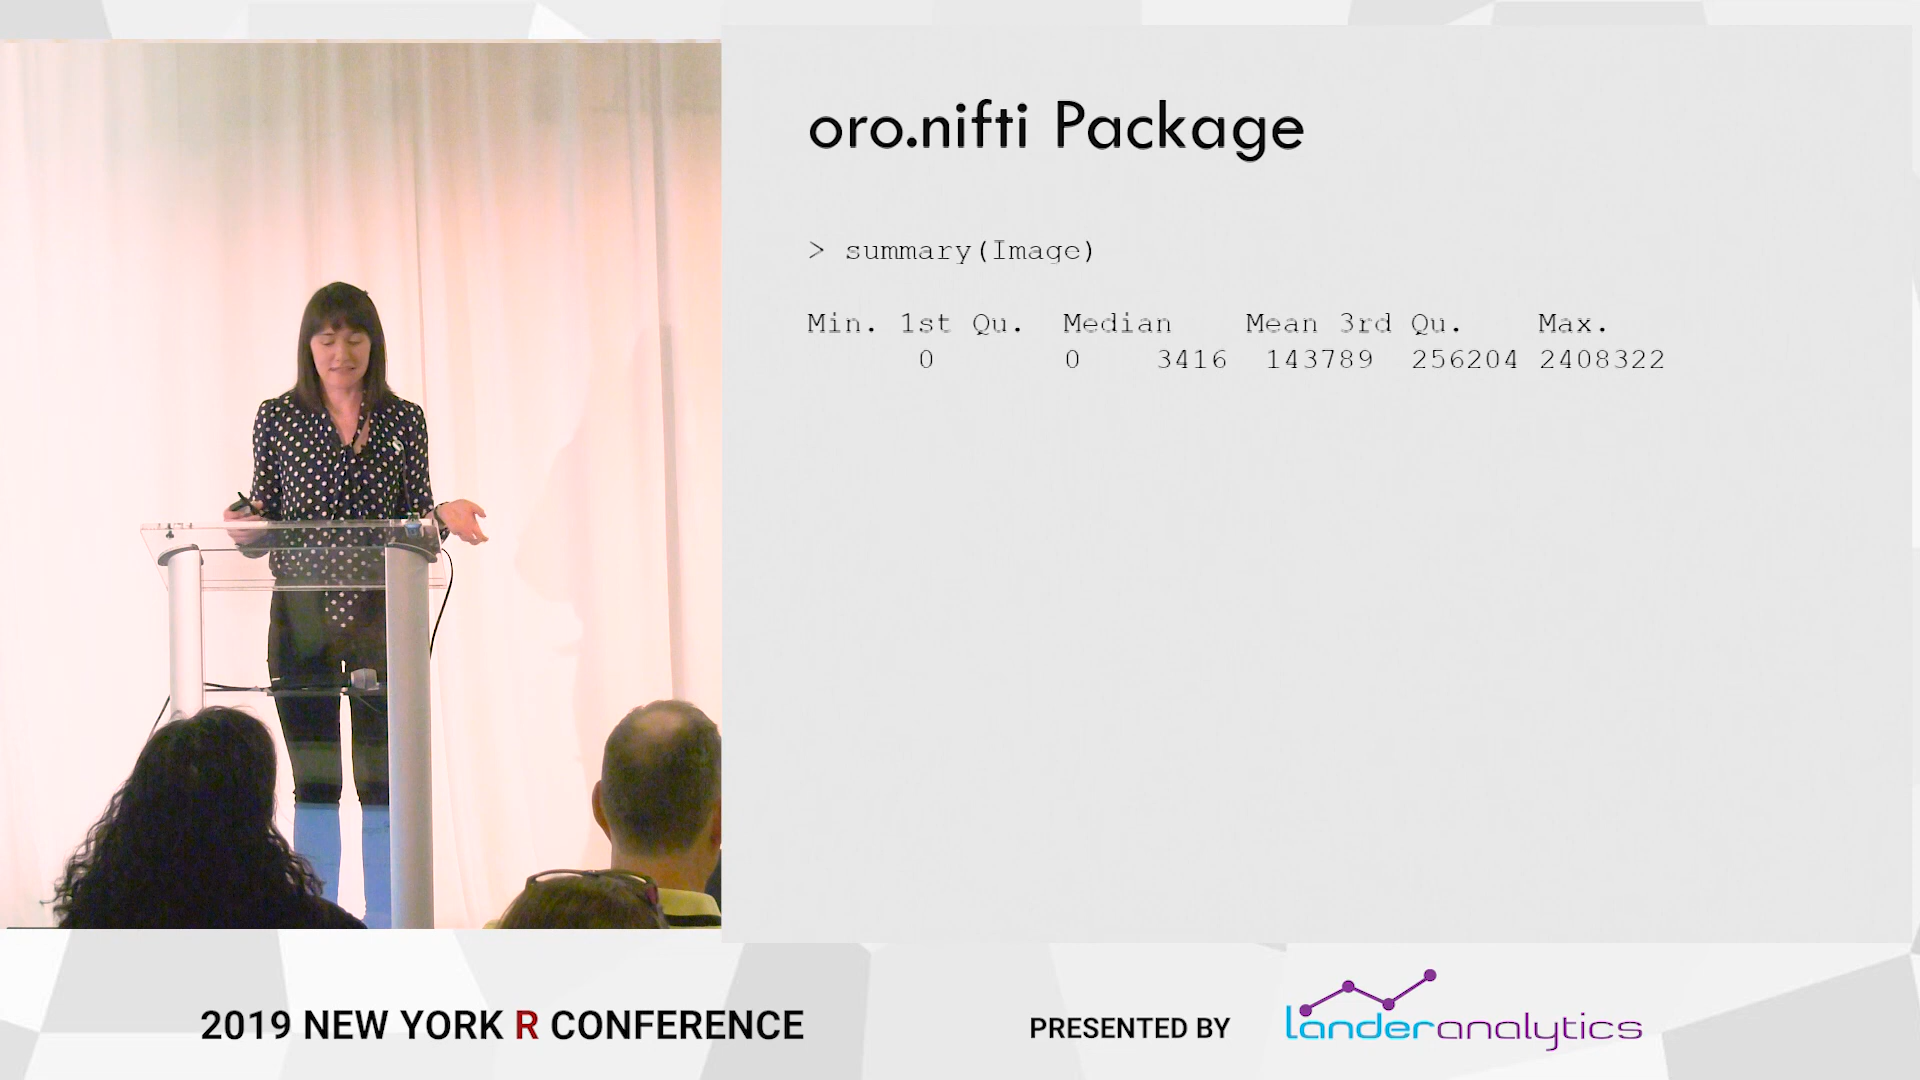 oro.nifti Package
> summary(Image)
Min. 1st Qu. Median Mean 3rd Qu. Max.
0 0 3416 143789 256204 2408322
2019 NEW YORK R CONFERENCE
PRESENTED BY
landeranalytics